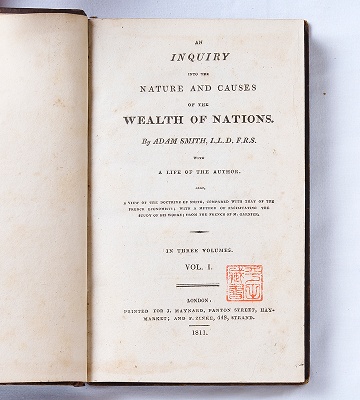 AN
INQUIRY
INTO THE
NATURE AND CAUSES
OF THE
WEALTH OF NATIONS.
By ADAM SMITH, L.L.D. F.R.S.
WITH
A LIFE OF THE AUTHOR.
ALSO,
A VIEW OF THE DOCTRINE OF SMITH, COMPARED WITH THAT OF THE
FRENCH ECONOMISTS; WITH A METHOD OF FACILITATING THE
STUDY OF HIS WORKS; FROM THE FRENCH OF M. GARNIER.
IN THREE VOLUMES.
VOL. I.
藏書
LONDON:
PRINTED FOR J. MAYNARD, PANTON STREET, HAY-
MARKET; AND F. ZINKE, STRAND.
1811.